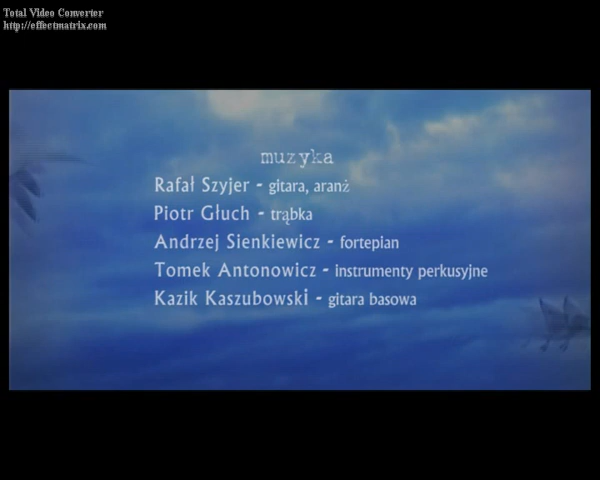 Total Video Converter
http://effectmatrix.com
muzyka
Rafał Szyjer - gitara, aranż
Piotr Głuch - trąbka
Andrzej Sienkiewicz - fortepian
Tomek Antonowicz - instrumenty perkusyjne
Kazik Kaszubowski - gitara basowa